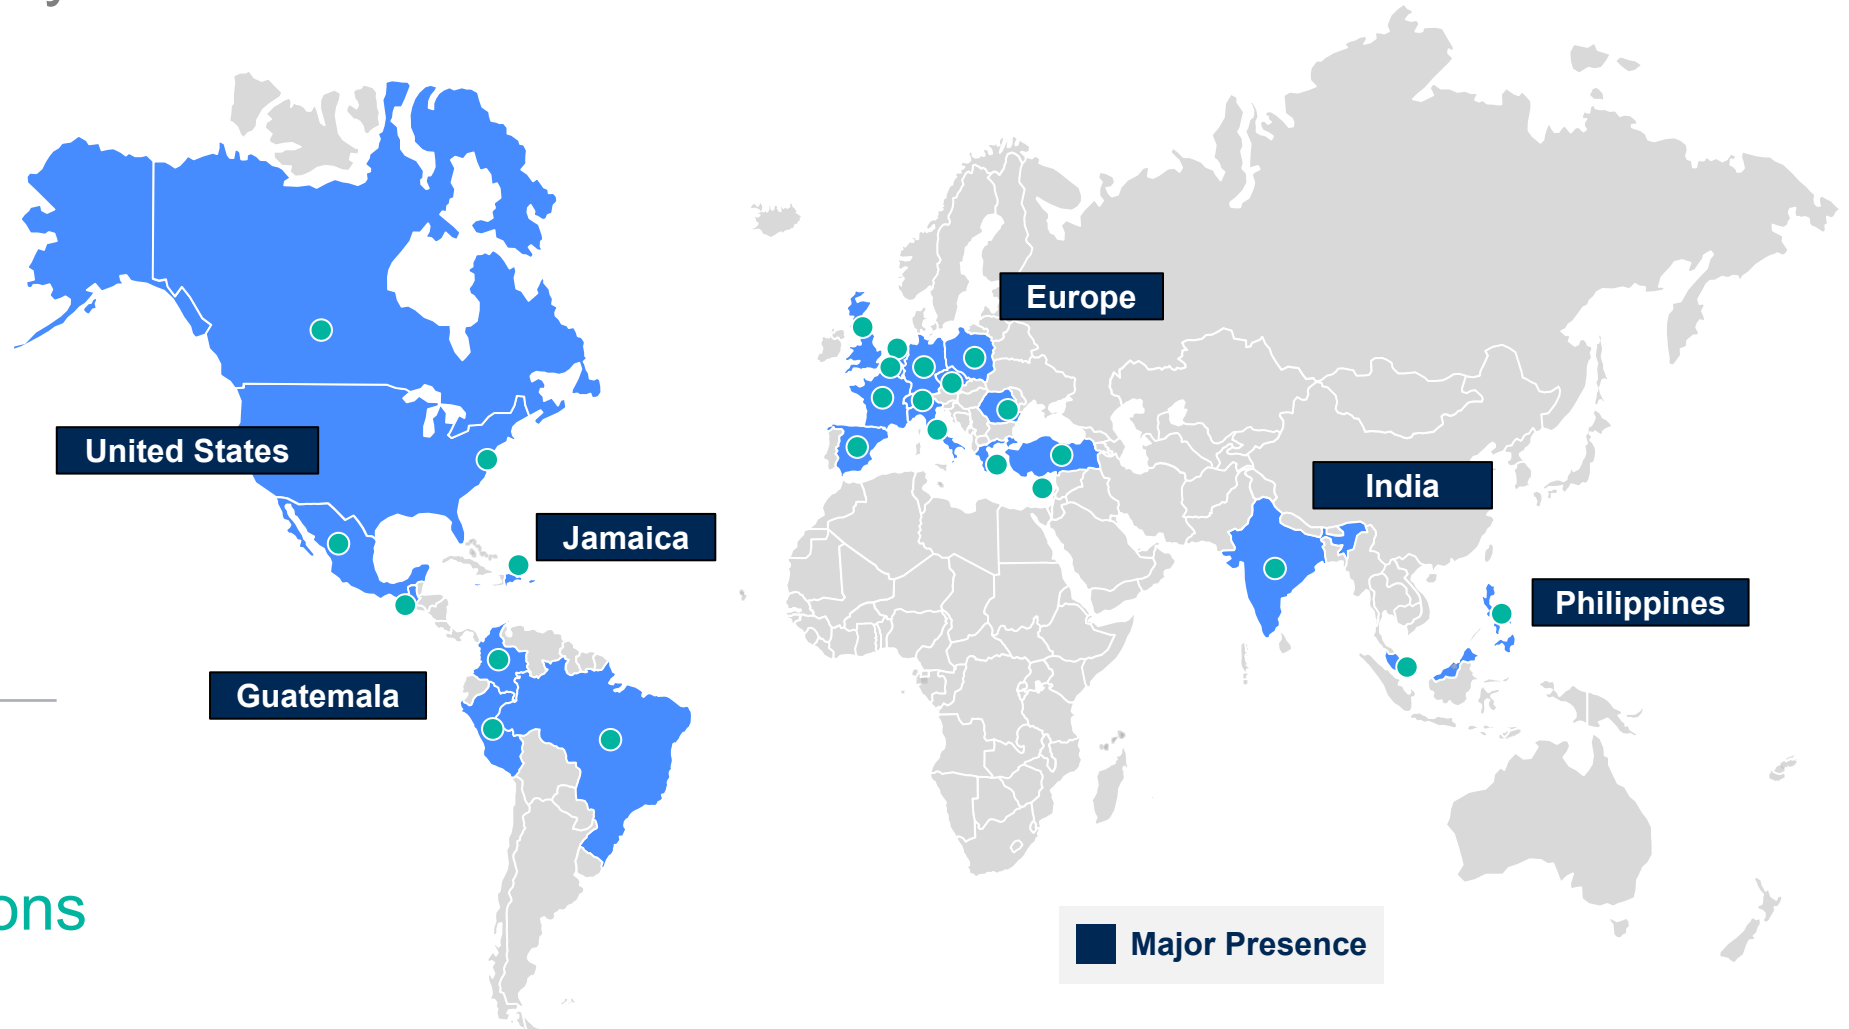 Europe
United States
India
Jamaica
Philippines
Guatemala
ons
Major Presence